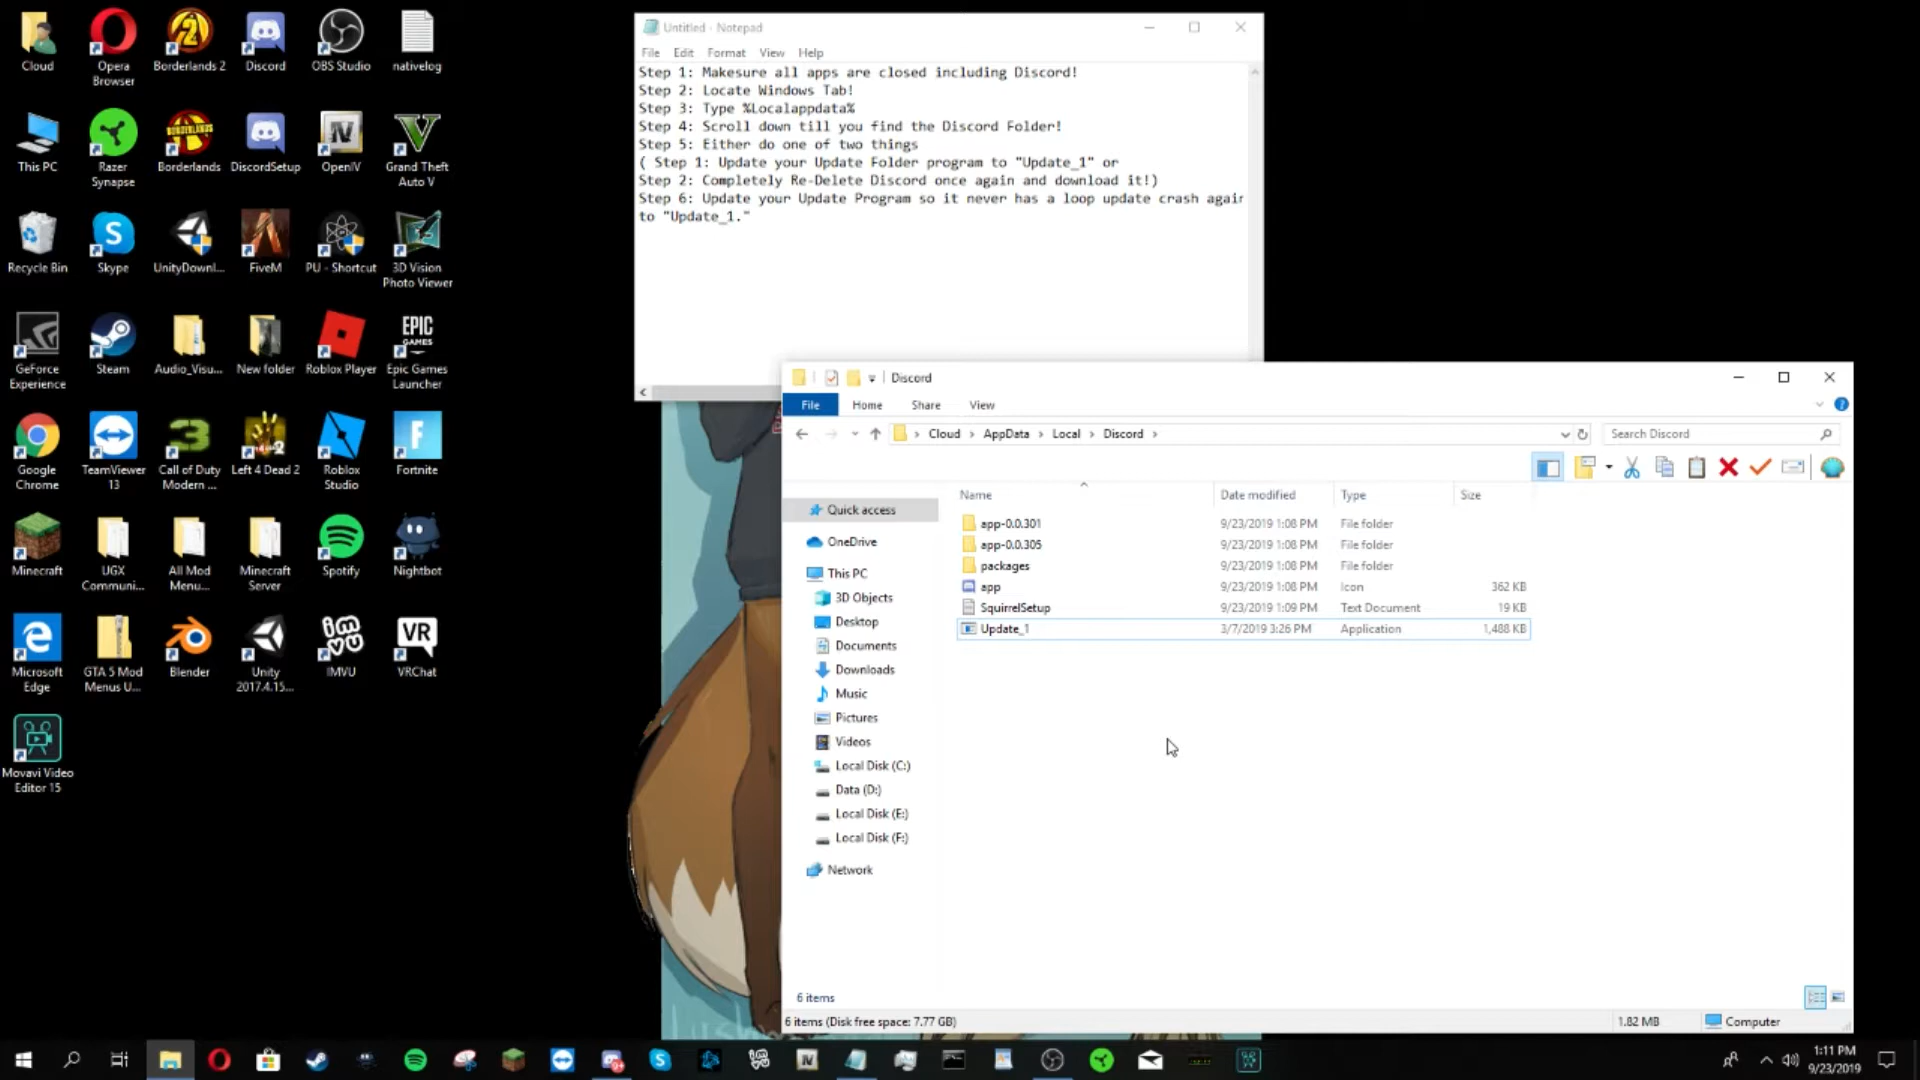 Cloud
Opera Browser
Borderlands 2
Discord
OBS Studio
nativelog
This PC
Razer Synapse
Borderlands
DiscordSetup
OpenIV
Grand Theft Auto V
Recycle Bin
Skype
UnityDownl...
FiveM
PU - Shortcut
3D Vision Photo Viewer
GeForce Experience
Steam
Audio_Visu...
New folder
Roblox Player
Epic Games Launcher
Google Chrome
TeamViewer 13
Call of Duty Modern ...
Left 4 Dead 2
Roblox Studio
Fortnite
Minecraft
UGX Communi...
All Mod Menu...
Minecraft Server
Spotify
Nightbot
Microsoft Edge
GTA 5 Mod Menus U...
Blender
Unity 2017.4.15...
IMVU
VRChat
Movavi Video Editor 15
Untitled - Notepad
File Edit Format View Help
Step 1: Makesure all apps are closed including Discord!
Step 2: Locate Windows Tab!
Step 3: Type %Localappdata%
Step 4: Scroll down till you find the Discord Folder!
Step 5: Either do one of two things
( Step 1: Update your Update Folder program to "Update_1" or
Step 2: Completely Re-Delete Discord once again and download it!)
Step 6: Update your Update Program so it never has a loop update crash again
to "Update_1."
Discord
File Home Share View
Cloud > AppData > Local > Discord >
Search Discord
Name Date modified Type Size
app-0.0.301 9/23/2019 1:08 PM File folder
app-0.0.305 9/23/2019 1:08 PM File folder
packages 9/23/2019 1:08 PM File folder
app 9/23/2019 1:08 PM Icon 362 KB
SquirrelSetup 9/23/2019 1:09 PM Text Document 19 KB
Update_1 3/7/2019 3:26 PM Application 1,488 KB
Quick access
OneDrive
This PC
3D Objects
Desktop
Documents
Downloads
Music
Pictures
Videos
Local Disk (C:)
Data (D:)
Local Disk (E:)
Local Disk (F:)
Network
6 items
6 items (Disk free space: 7.77 GB) 1.82 MB Computer
1:11 PM
9/23/2019